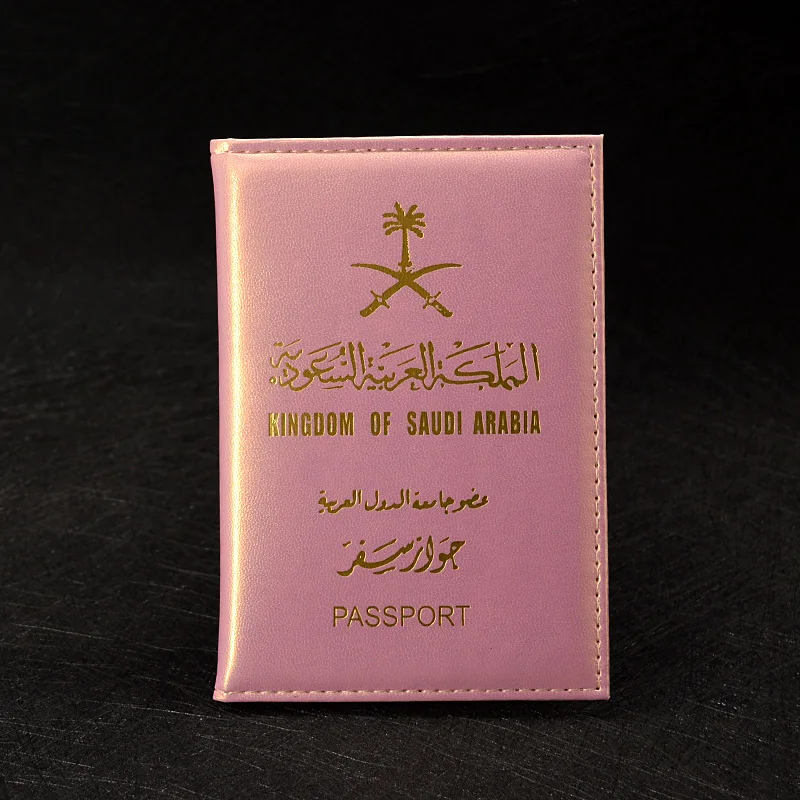 المملكة العربية السعودية
KINGDOM OF SAUDI ARABIA
عضو جامعة الدول العربية
جواز سفر
PASSPORT